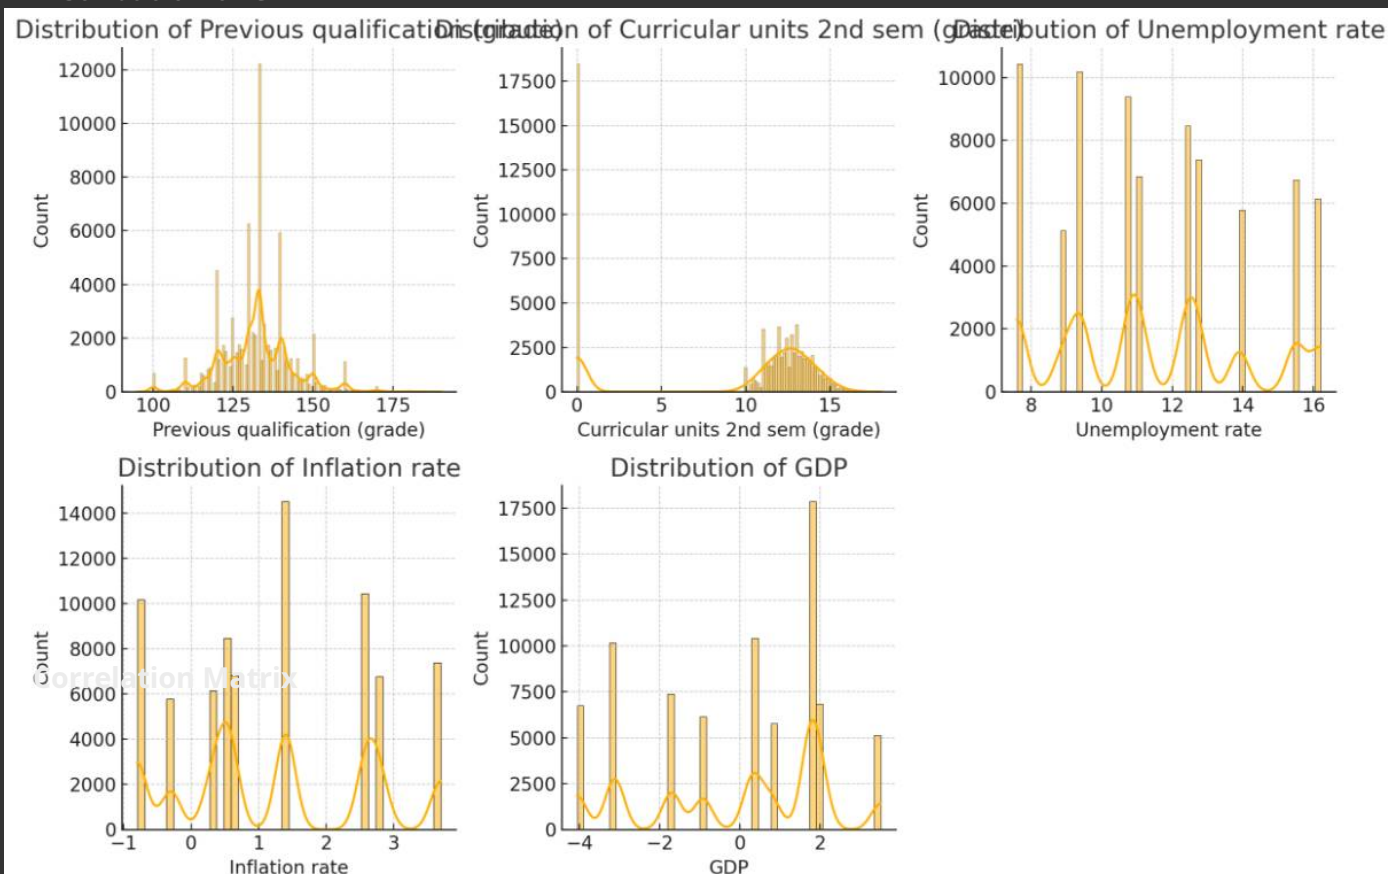 Distribution of Previous qualification (grade)
Distribution of Curricular units 2nd sem (grade)
Distribution of Unemployment rate
12000
10000
8000
6000
4000
2000
0
Count
100 125 150 175
Previous qualification (grade)
17500
15000
12500
10000
7500
5000
2500
0
Count
0 5 10 15
Curricular units 2nd sem (grade)
10000
8000
6000
4000
2000
0
Count
8 10 12 14 16
Unemployment rate
Distribution of Inflation rate
14000
12000
10000
8000
6000
4000
2000
0
Count
−1 0 1 2 3
Inflation rate
Correlation Matrix
Distribution of GDP
17500
15000
12500
10000
7500
5000
2500
0
Count
−4 −2 0 2
GDP